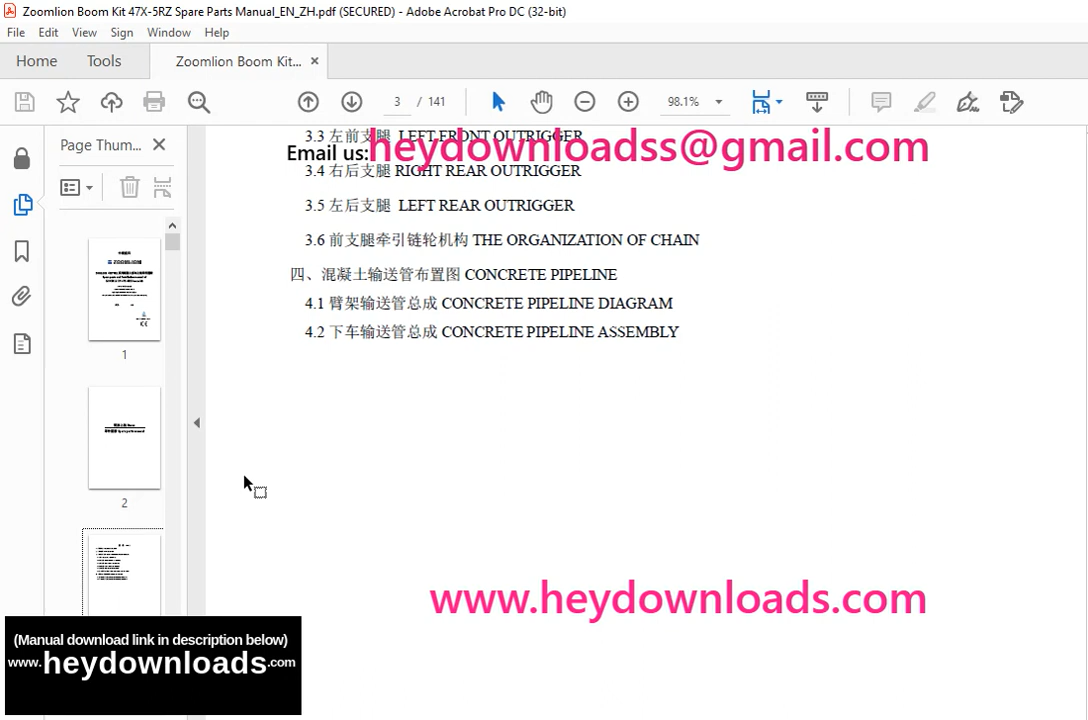 Zoomlion Boom Kit 47X-5RZ Spare Parts Manual_EN_ZH.pdf (SECURED) - Adobe Acrobat Pro DC (32-bit)
File Edit View Sign Window Help
Home Tools Zoomlion Boom Kit... ×
3 / 141 98.1%
Page Thum... ×
3.3 左前支腿 LEFT FRONT OUTRIGGER
Email us:heydownloadss@gmail.com
3.4 右后支腿 RIGHT REAR OUTRIGGER
3.5 左后支腿 LEFT REAR OUTRIGGER
3.6 前支腿牵引链轮机构 THE ORGANIZATION OF CHAIN
四、混凝土输送管布置图 CONCRETE PIPELINE
4.1 臂架输送管总成 CONCRETE PIPELINE DIAGRAM
4.2 下车输送管总成 CONCRETE PIPELINE ASSEMBLY
1
2
www.heydownloads.com
(Manual download link in description below)
www.heydownloads.com